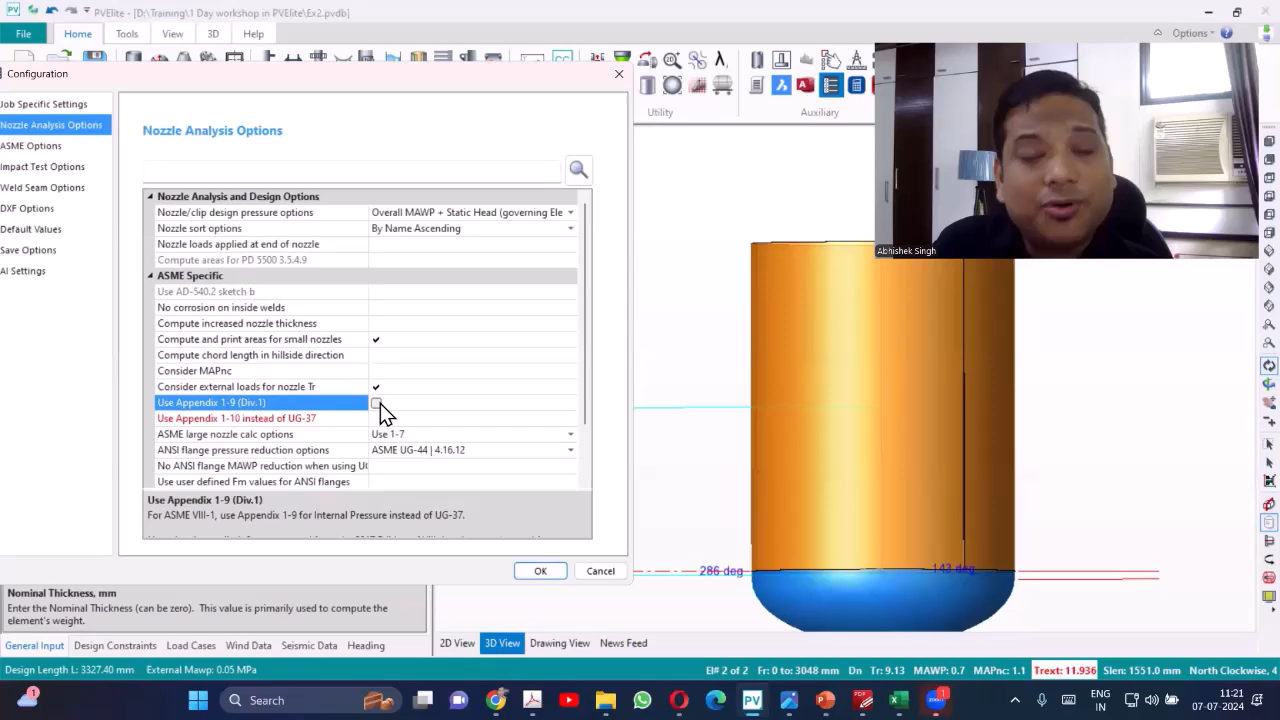 PVElite - [D:\Training\1 Day workshop in PVElite\Ex2.pvdb]
File
Home
Tools
View
3D
Help
Options
Configuration
Utility
Auxiliary
Job Specific Settings
Nozzle Analysis Options
ASME Options
Impact Test Options
Weld Seam Options
DXF Options
Default Values
Save Options
AI Settings
Nozzle Analysis Options
Nozzle Analysis and Design Options
Nozzle/clip design pressure options Overall MAWP + Static Head (governing Ele
Nozzle sort options By Name Ascending
Nozzle loads applied at end of nozzle
Compute areas for PD 5500 3.5.4.9
ASME Specific
Use AD-540.2 sketch b
No corrosion on inside welds
Compute increased nozzle thickness
Compute and print areas for small nozzles
Compute chord length in hillside direction
Consider MAPnc
Consider external loads for nozzle Tr
Use Appendix 1-9 (Div.1)
Use Appendix 1-10 instead of UG-37
ASME large nozzle calc options Use 1-7
ANSI flange pressure reduction options ASME UG-44 | 4.16.12
No ANSI flange MAWP reduction when using UG
Use user defined Fm values for ANSI flanges
Use Appendix 1-9 (Div.1)
For ASME VIII-1, use Appendix 1-9 for Internal Pressure instead of UG-37.
OK
Cancel
Abhishek Singh
286 deg
143 deg
Nominal Thickness, mm
Enter the Nominal Thickness (can be zero). This value is primarily used to compute the
element's weight.
General Input
Design Constraints
Load Cases
Wind Data
Seismic Data
Heading
2D View
3D View
Drawing View
News Feed
Design Length L: 3327.40 mm External Mawp: 0.05 MPa
El# 2 of 2 Fr: 0 to: 3048 mm Dn Tr: 9.13 MAWP: 0.7 MAPnc: 1.1 Trext: 11.936 Slen: 1551.0 mm North Clockwise, 4
1
Search
PV
1
ENG
IN
11:21
07-07-2024